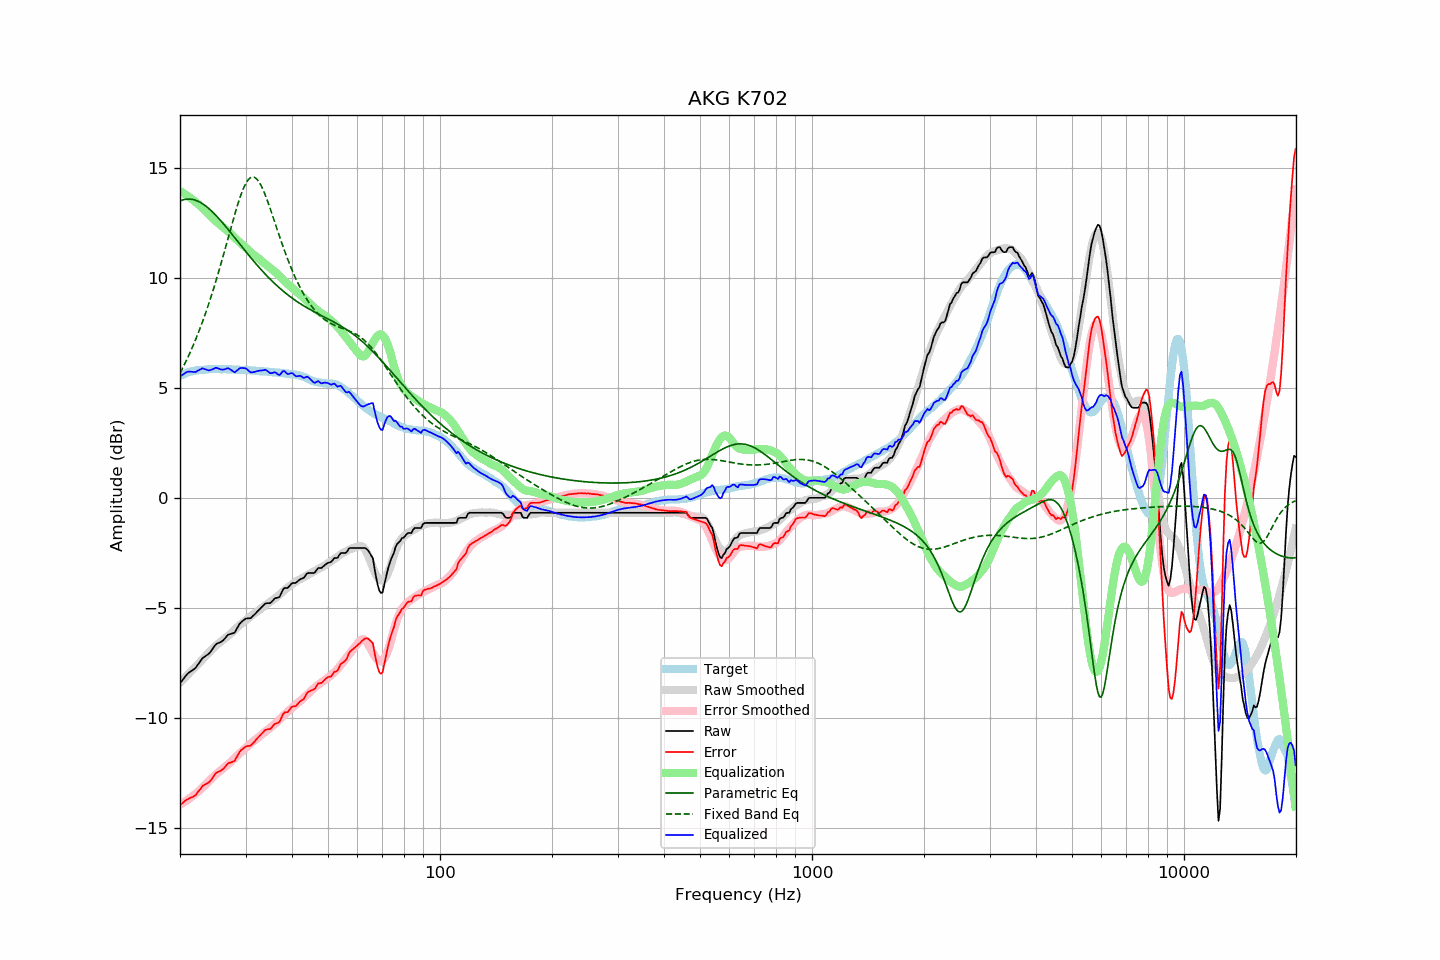 AKG K702
Amplitude (dBr)
15
10
5
0
−5
−10
−15
100
1000
10000
Frequency (Hz)
Target
Raw Smoothed
Error Smoothed
Raw
Error
Equalization
Parametric Eq
Fixed Band Eq
Equalized